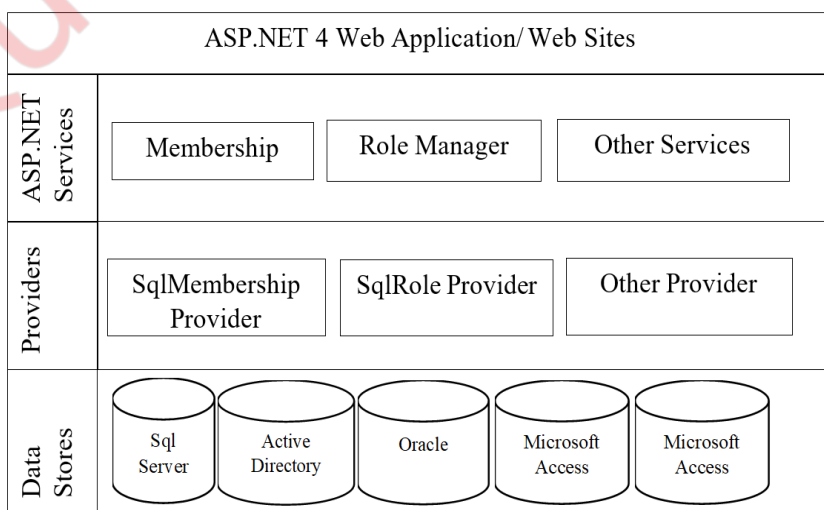 ASP.NET 4 Web Application/ Web Sites
ASP.NET
Services
Membership
Role Manager
Other Services
Providers
SqlMembership
Provider
SqlRole Provider
Other Provider
Data
Stores
Sql
Server
Active
Directory
Oracle
Microsoft
Access
Microsoft
Access